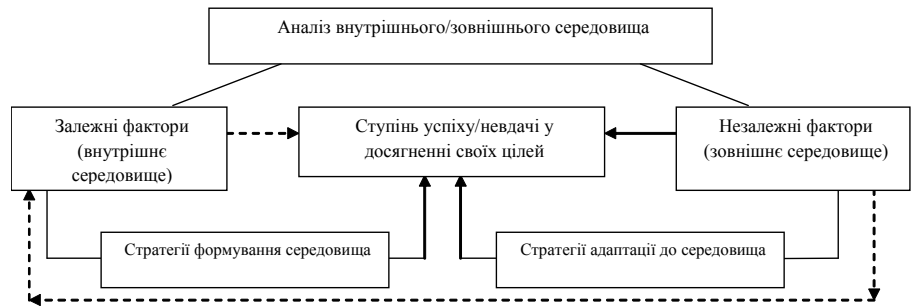 Аналіз внутрішнього/зовнішнього середовища
Залежні фактори
(внутрішнє
середовище)
Ступінь успіху/невдачі у
досягненні своїх цілей
Незалежні фактори
(зовнішнє середовище)
Стратегії формування середовища
Стратегії адаптації до середовища